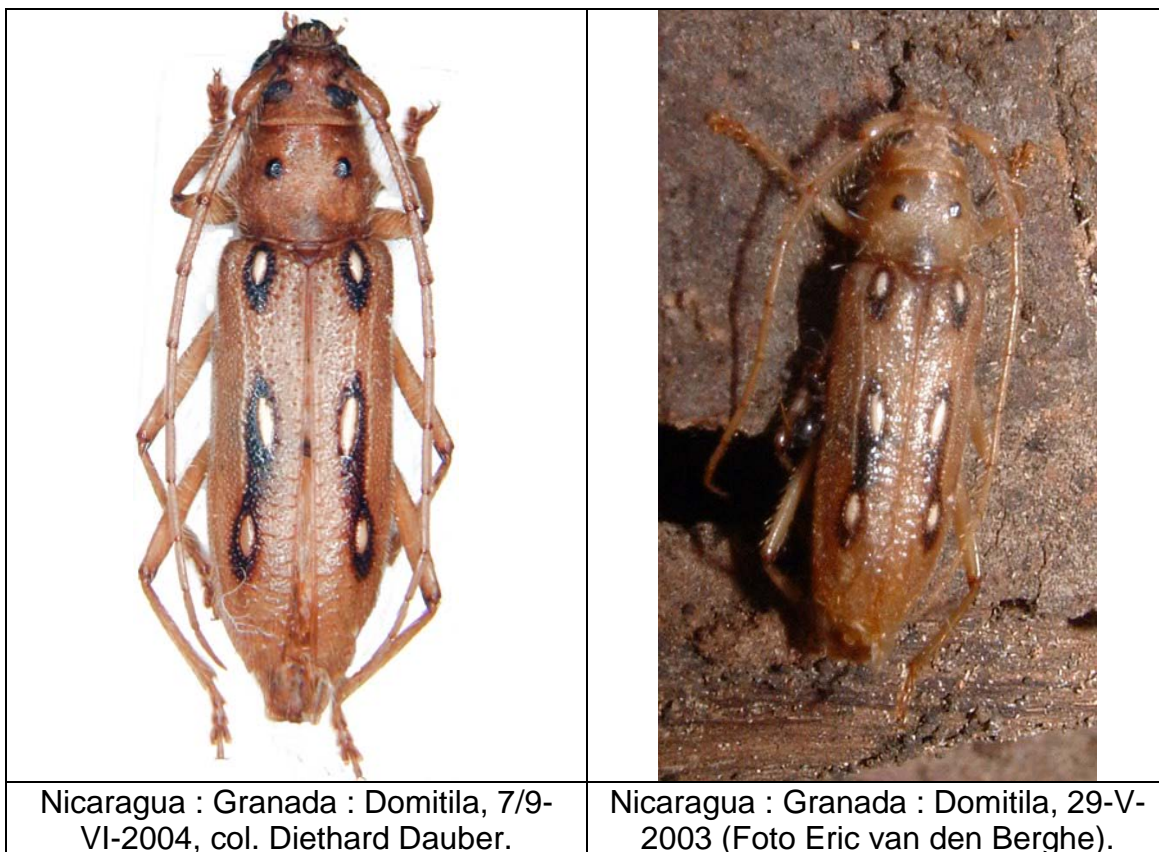 Nicaragua : Granada : Domitila, 7/9-
VI-2004, col. Diethard Dauber.
Nicaragua : Granada : Domitila, 29-V-
2003 (Foto Eric van den Berghe).